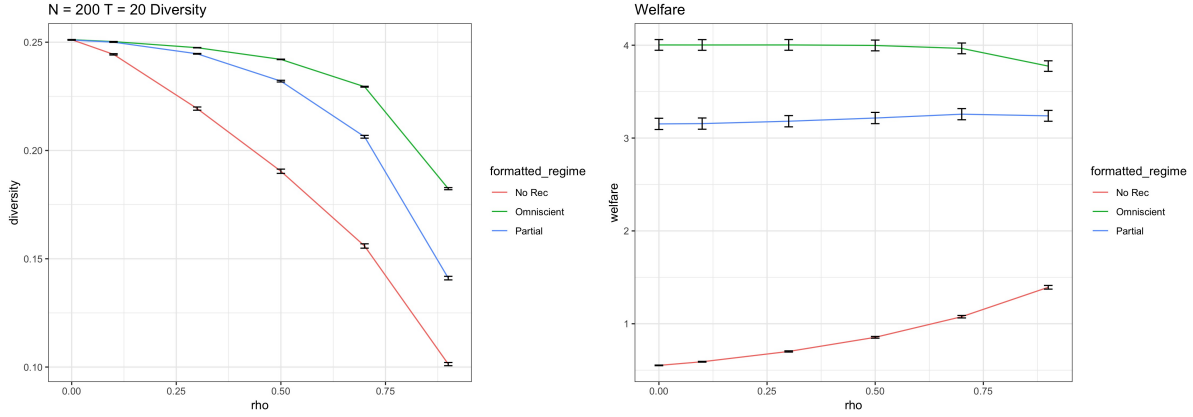 N = 200 T = 20 Diversity
diversity
0.25
0.20
0.15
0.10
0.00
0.25
0.50
0.75
rho
formatted_regime
No Rec
Omniscient
Partial
Welfare
welfare
4
3
2
1
0.00
0.25
0.50
0.75
rho
formatted_regime
No Rec
Omniscient
Partial